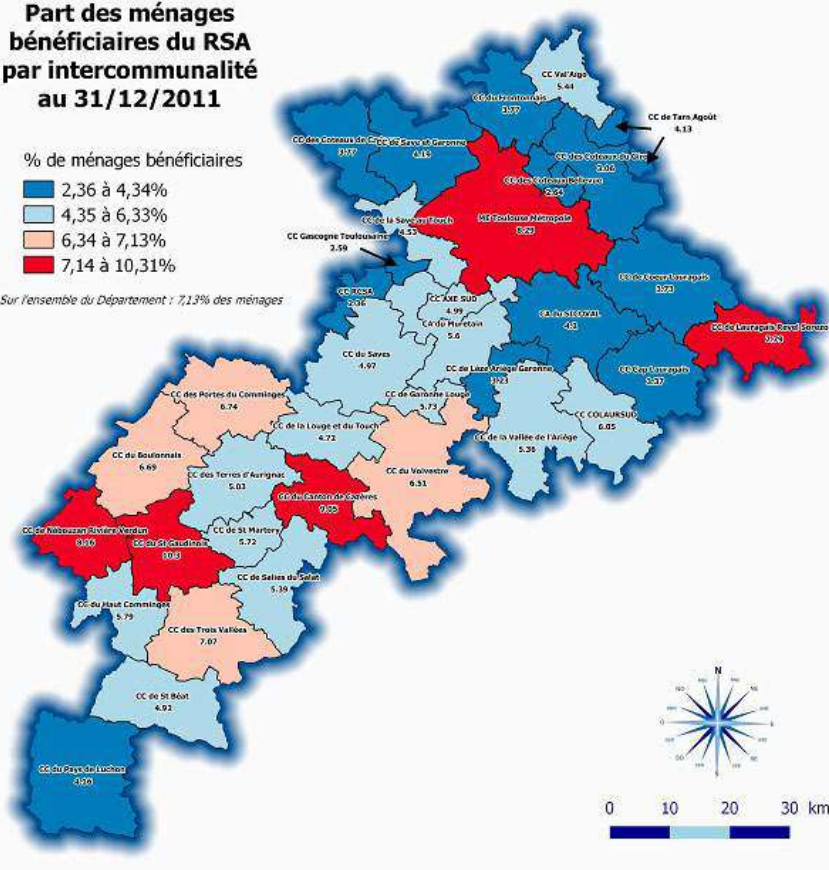 Part des ménages
bénéficiaires du RSA
par intercommunalité
au 31/12/2011
% de ménages bénéficiaires
2,36 à 4,34%
4,35 à 6,33%
6,34 à 7,13%
7,14 à 10,31%
Sur l'ensemble du Département : 7,13% des ménages
CC Val'Aïgo
5.44
CC du Frontonnais
3.77
CC de Tarn Agoût
4.13
CC des Coteaux de
3.77
CC de Save et Garonne
4.19
CC des Coteaux du
3.06
CC des Coteaux Bellevue
2.64
CC de la Save au Touch
4.53
ME Toulouse Métropole
8.29
CC Gascogne Toulousaine
2.59
CC RCSA
2.36
CC AXE SUD
4.99
CC de Coeur Lauragais
3.73
CA du Muretain
5.6
CA du SICOVAL
4.3
CC de Lauragais Revel Sorezois
7.79
CC du Savès
4.97
CC de Lèze Ariège Garonne
3.23
CC Cap Lauragais
3.37
CC des Portes du Comminges
6.74
CC de Garonne Louge
5.73
CC COLAURSUD
6.05
CC de la Louge et du Touch
4.72
CC de la Vallée de l'Ariège
5.36
CC du Boulonnais
6.69
CC des Terres d'Aurignac
5.03
CC du Volvestre
6.51
CC du Canton de Cazères
9.05
CC de Nébouzan Rivière Verdun
8.16
CC du St Gaudinois
10.3
CC de St Martory
5.72
CC de Salies du Salat
5.39
CC du Haut Comminges
5.79
CC des Trois Vallées
7.07
CC de St Béat
4.92
CC du Pays de Luchon
4.16
N
S
0 10 20 30 km